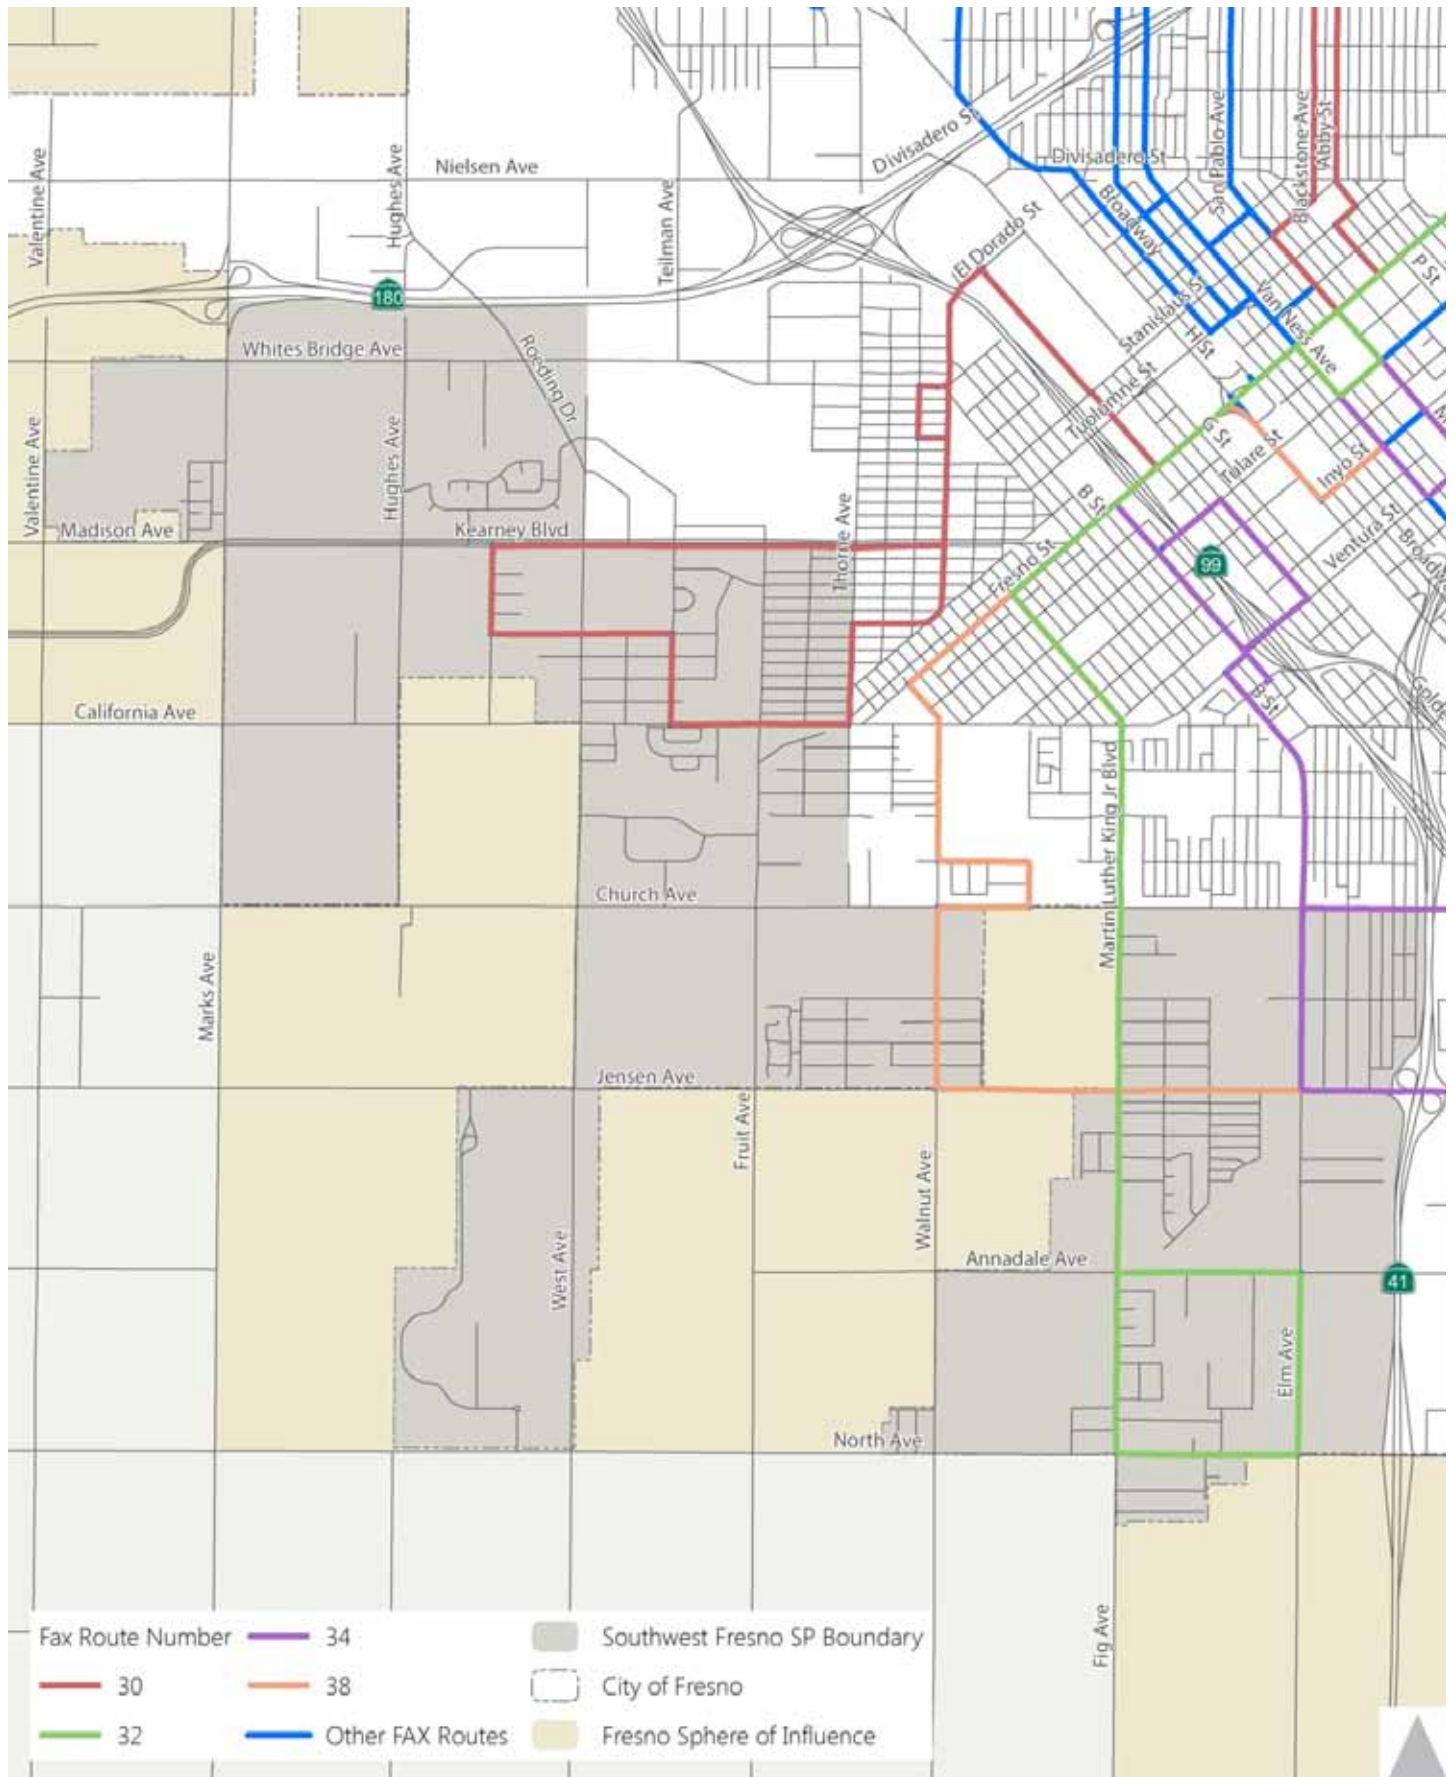 San Pablo Ave
Blackstone Ave
Abby St
Divisadero St
Divisadero St
Valentine Ave
Hughes Ave
Nielsen Ave
Teilman Ave
Broadway
El Dorado St
P St
180
Stanislaus St
Van Ness Ave
H St
Whites Bridge Ave
Roeding Dr
Tuolumne St
Valentine Ave
Hughes Ave
G St
Tulare St
Inyo St
B St
Thorne Ave
Madison Ave
Kearney Blvd
Fresno St
Ventura St
99
California Ave
B St
Martin Luther King Jr Blvd
Church Ave
Marks Ave
Jensen Ave
Fruit Ave
Walnut Ave
West Ave
Annadale Ave
41
Elm Ave
North Ave
Fig Ave
Fax Route Number
30
32
34
38
Other FAX Routes
Southwest Fresno SP Boundary
City of Fresno
Fresno Sphere of Influence